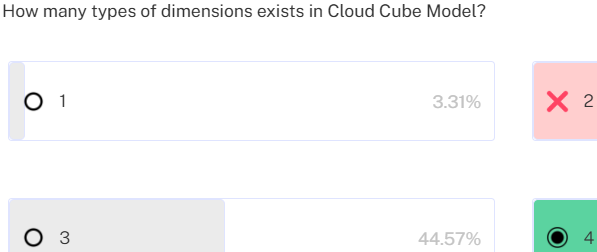 How many types of dimensions exists in Cloud Cube Model?
1 3.31% 2
3 44.57% 4